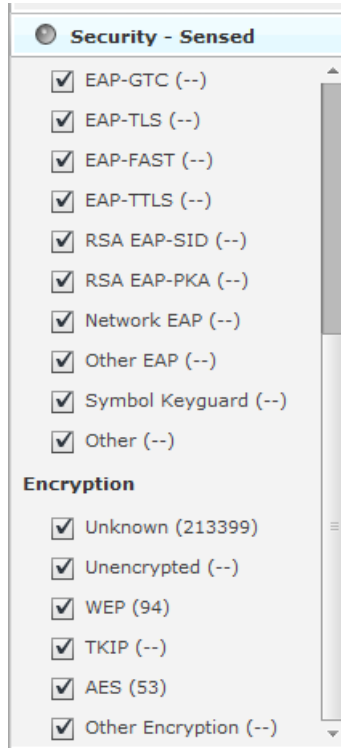 Security - Sensed
EAP-GTC (--)
EAP-TLS (--)
EAP-FAST (--)
EAP-TTLS (--)
RSA EAP-SID (--)
RSA EAP-PKA (--)
Network EAP (--)
Other EAP (--)
Symbol Keyguard (--)
Other (--)
Encryption
Unknown (213399)
Unencrypted (--)
WEP (94)
TKIP (--)
AES (53)
Other Encryption (--)